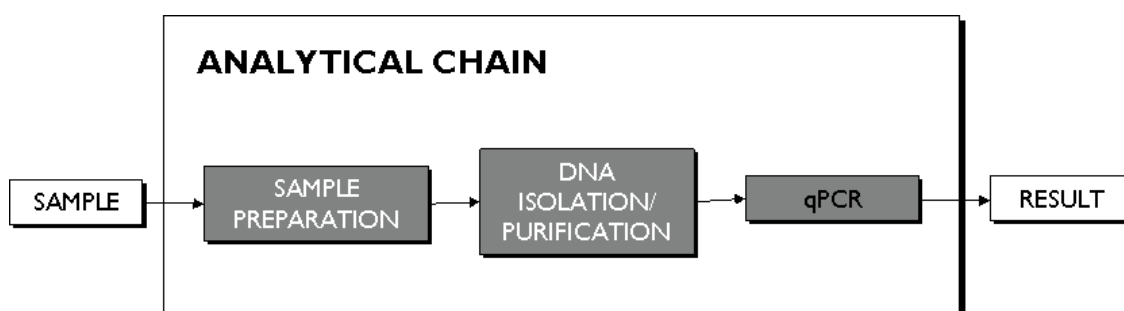 ANALYTICAL CHAIN
SAMPLE
SAMPLE
PREPARATION
DNA
ISOLATION/
PURIFICATION
qPCR
RESULT